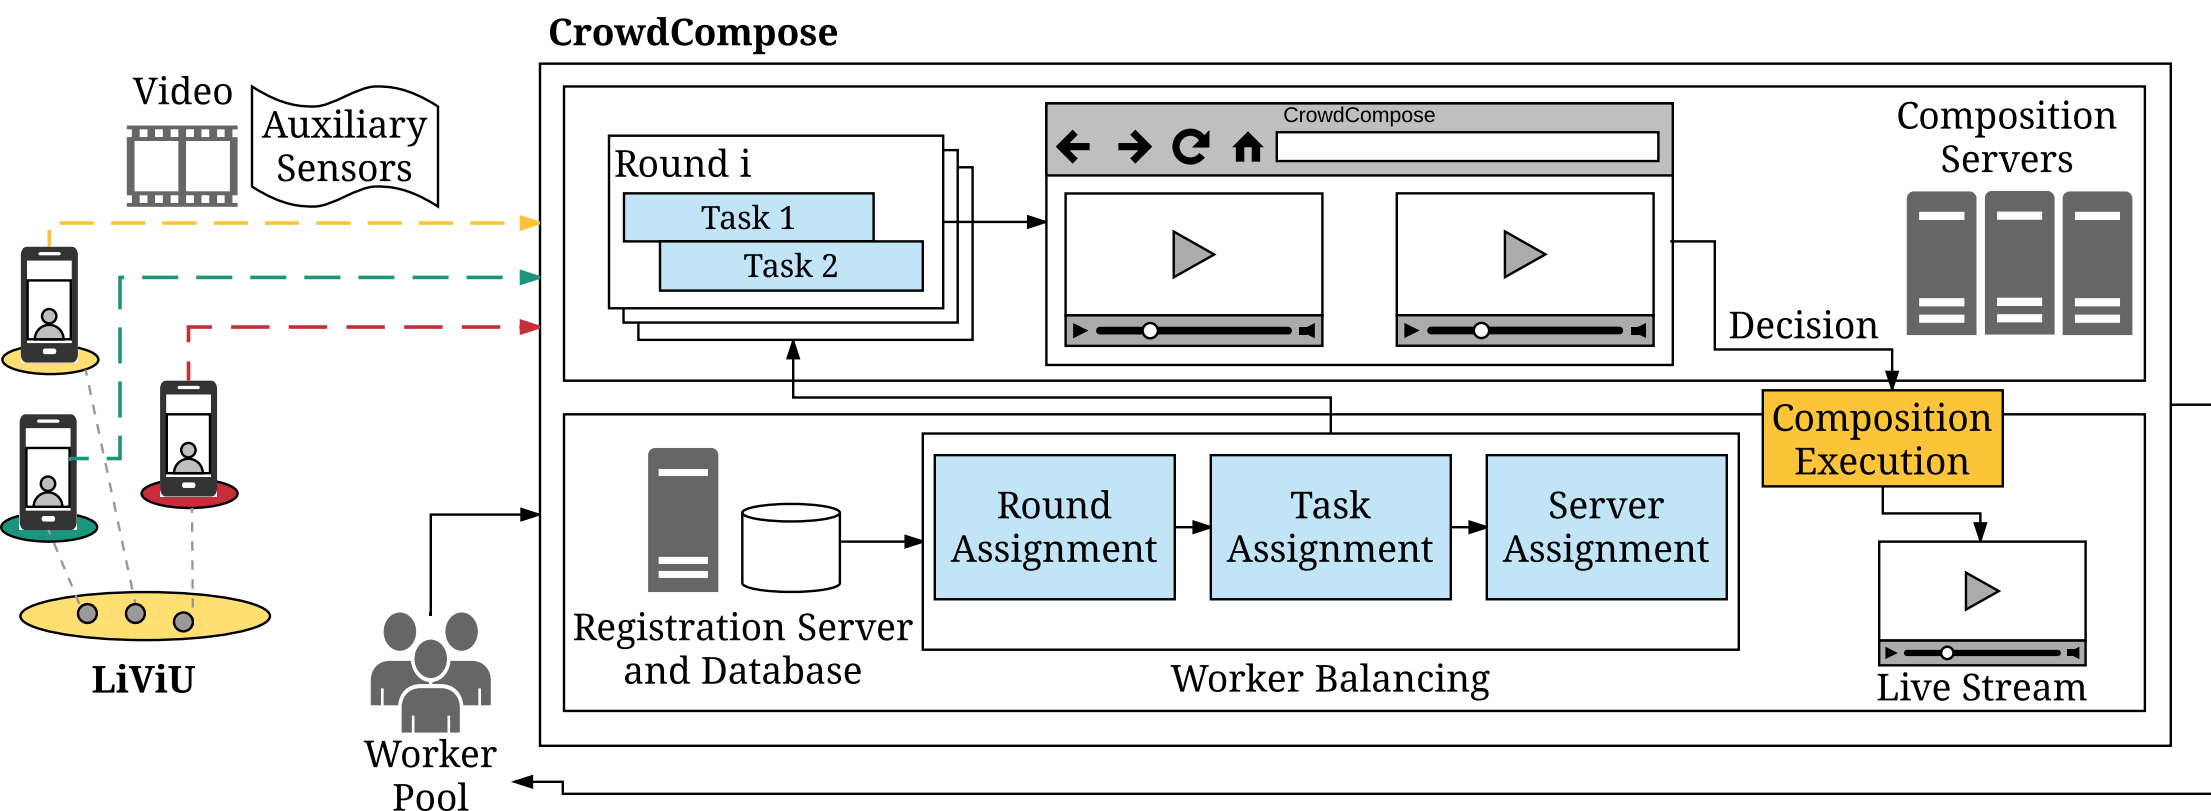 CrowdCompose
Video
Auxiliary
Sensors
Round i
Task 1
Task 2
CrowdCompose
Composition
Servers
Decision
Composition
Execution
Round
Assignment
Task
Assignment
Server
Assignment
Registration Server
and Database
Worker Balancing
Live Stream
LiViU
Worker
Pool